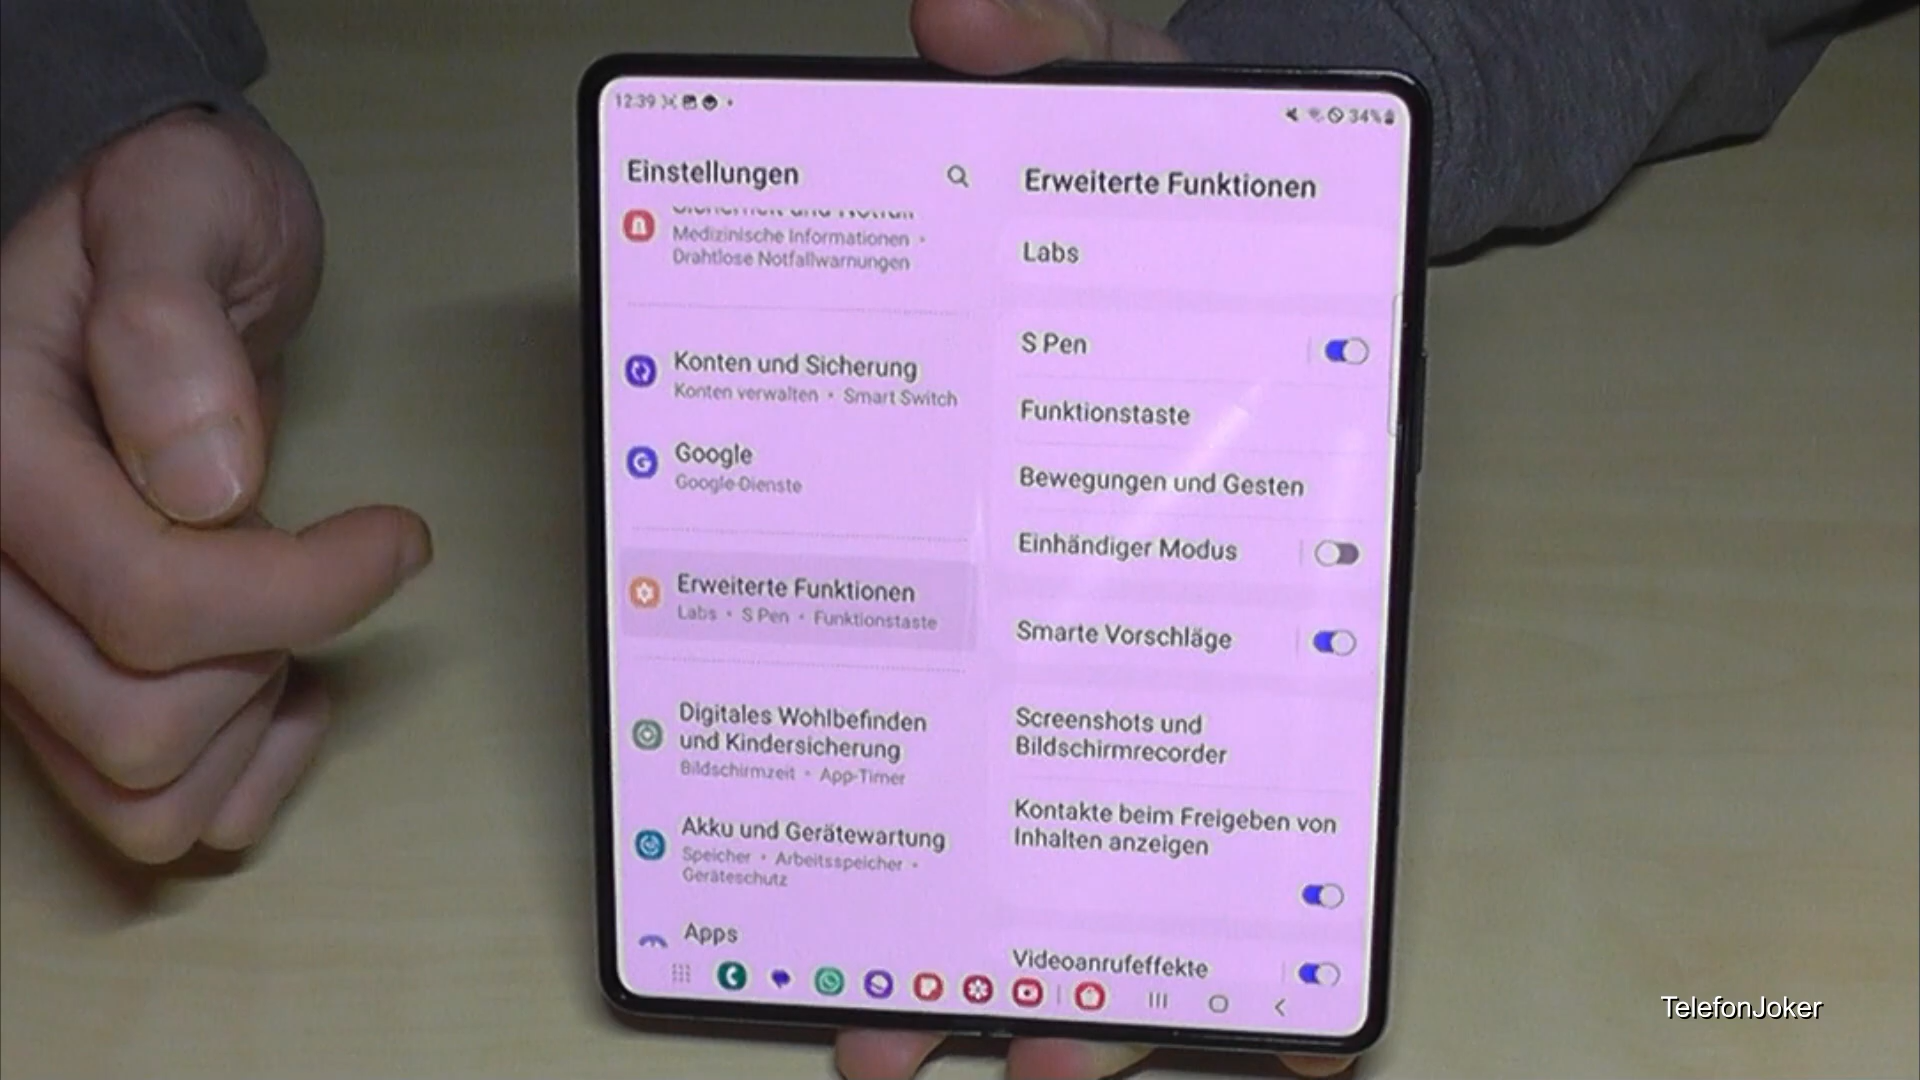 12:39
34%
Einstellungen
Medizinische Informationen •
Drahtlose Notfallwarnungen
Konten und Sicherung
Konten verwalten • Smart Switch
Google
Google-Dienste
Erweiterte Funktionen
Labs • S Pen • Funktionstaste
Digitales Wohlbefinden
und Kindersicherung
Bildschirmzeit • App-Timer
Akku und Gerätewartung
Speicher • Arbeitsspeicher •
Geräteschutz
Apps
Erweiterte Funktionen
Labs
S Pen
Funktionstaste
Bewegungen und Gesten
Einhändiger Modus
Smarte Vorschläge
Screenshots und
Bildschirmrecorder
Kontakte beim Freigeben von
Inhalten anzeigen
Videoanrufeffekte
TelefonJoker